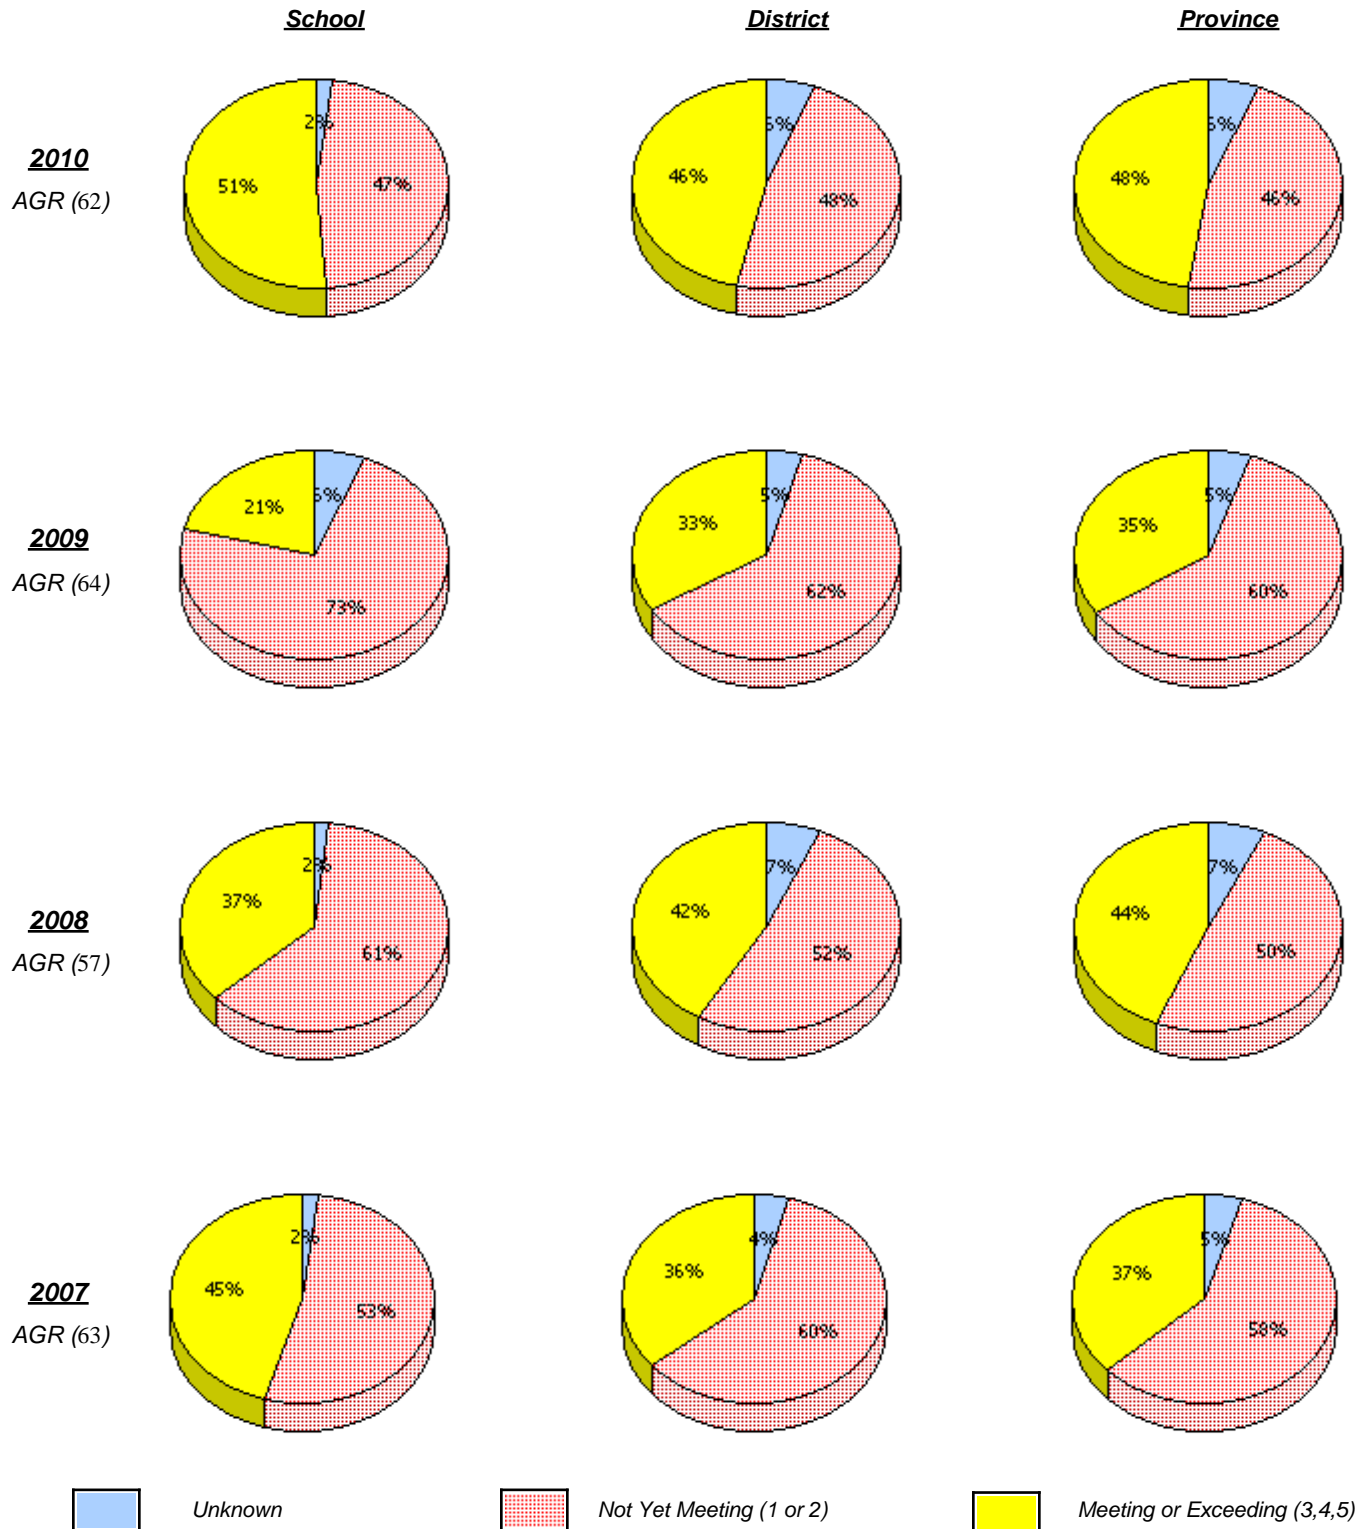 School District Province
2% 6% 6%
2010
51% 47% 46% 48% 48% 46%
AGR (62)
21% 6% 33% 5% 35% 5%
2009
AGR (64)
73% 62% 60%
2% 7% 7%
37% 42% 44%
2008
61% 52% 50%
AGR (57)
2% 4% 5%
45% 36% 37%
2007
53% 60% 58%
AGR (63)
Unknown Not Yet Meeting (1 or 2) Meeting or Exceeding (3,4,5)